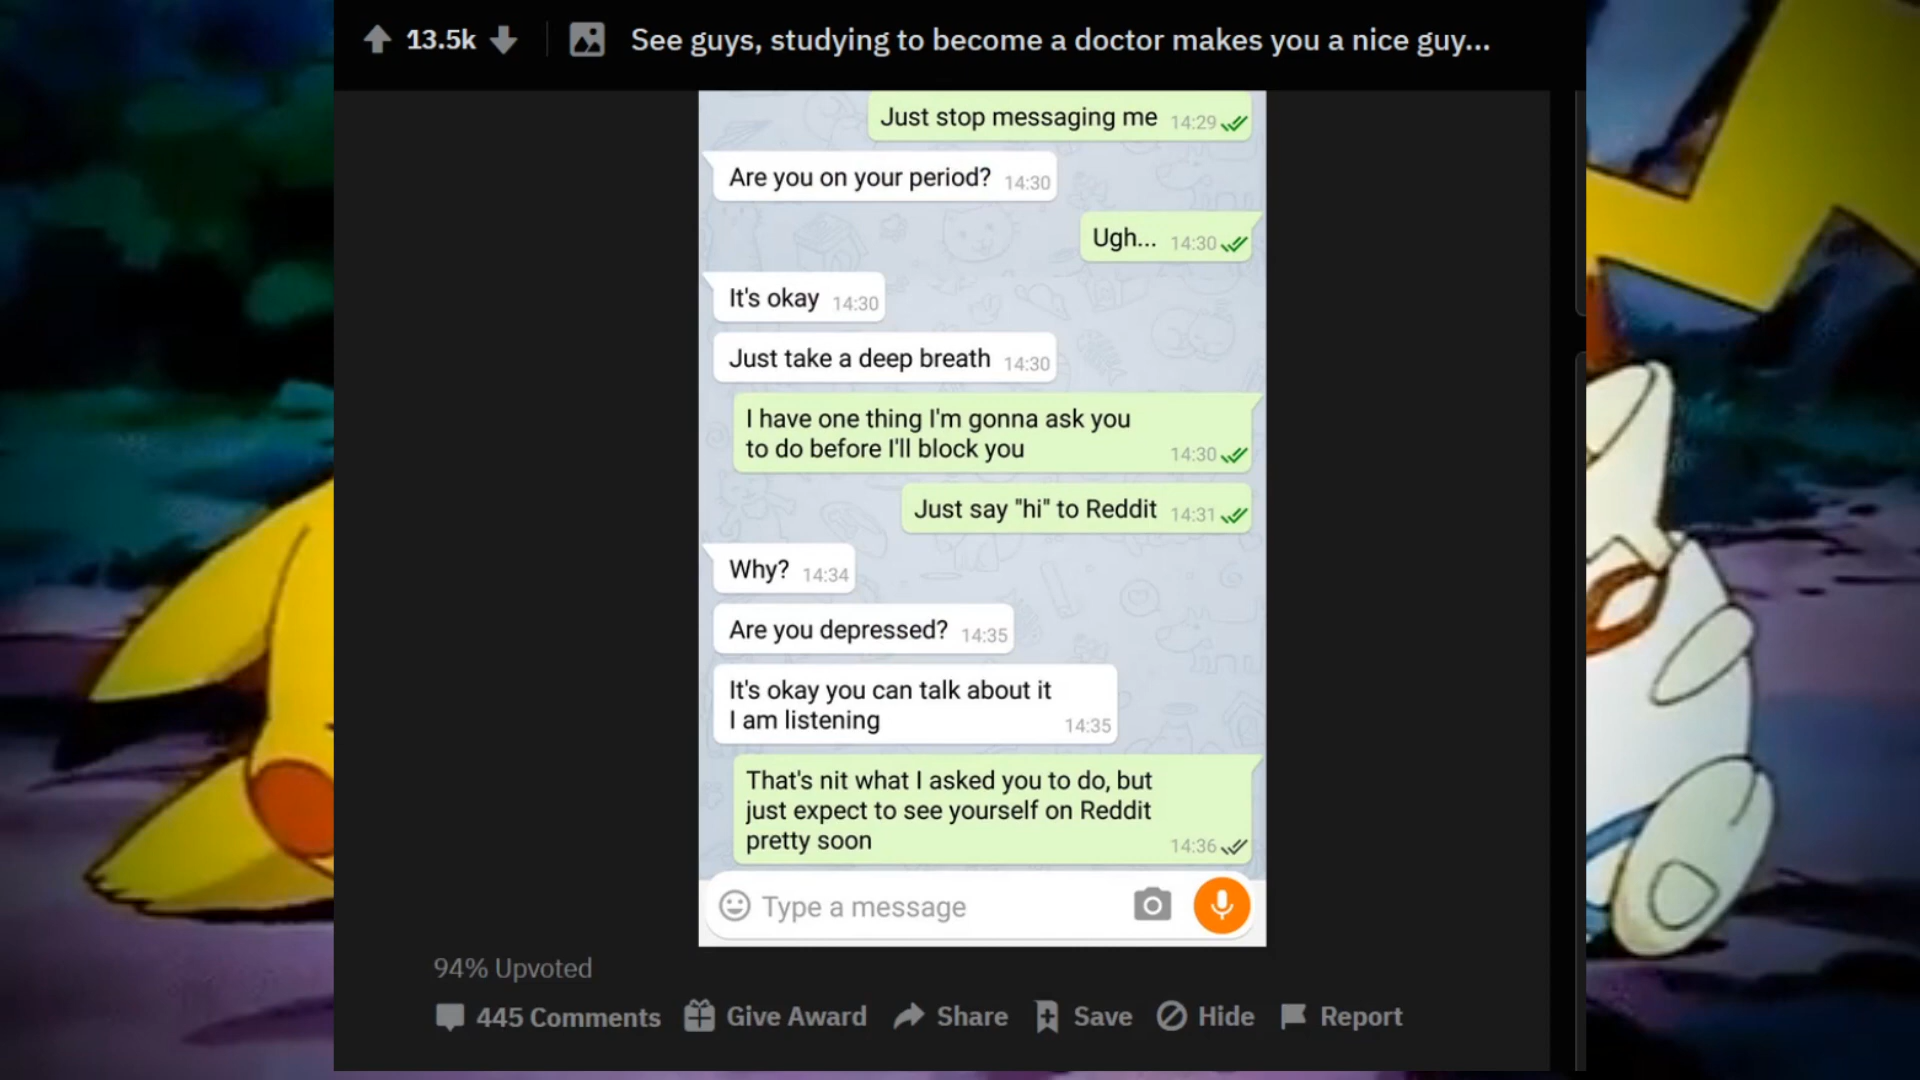 13.5k
See guys, studying to become a doctor makes you a nice guy...
Just stop messaging me 14:29
Are you on your period? 14:30
Ugh... 14:30
It's okay 14:30
Just take a deep breath 14:30
I have one thing I'm gonna ask you
to do before I'll block you 14:30
Just say "hi" to Reddit 14:31
Why? 14:34
Are you depressed? 14:35
It's okay you can talk about it
I am listening 14:35
That's nit what I asked you to do, but
just expect to see yourself on Reddit
pretty soon 14:36
Type a message
94% Upvoted
445 Comments Give Award Share Save Hide Report